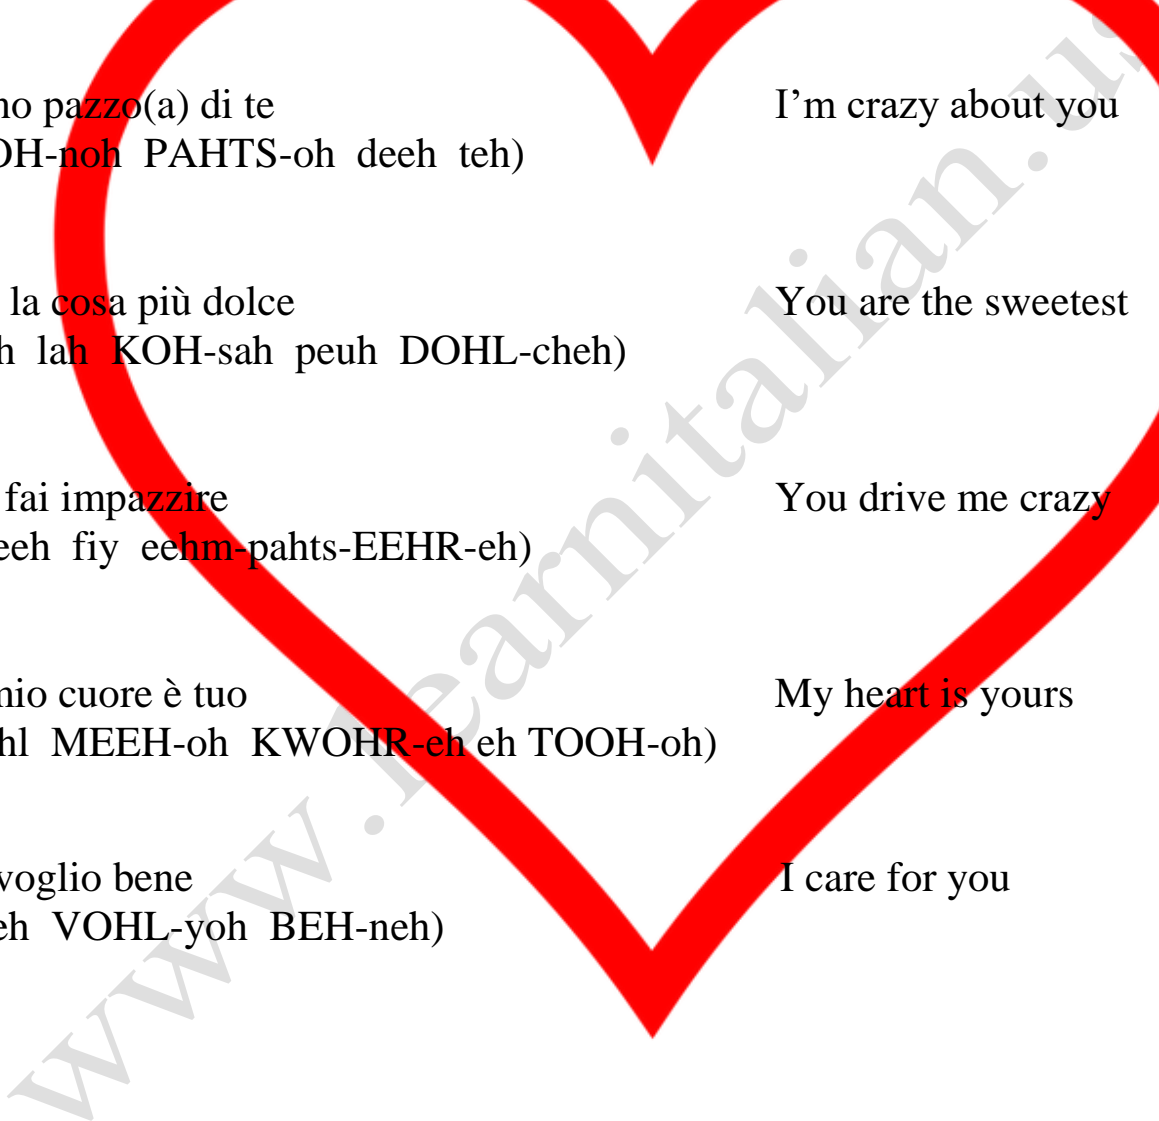 no pazzo(a) di te I’m crazy about you
OH-noh PAHTS-oh deeh teh)
la cosa più dolce You are the sweetest
h lah KOH-sah peuh DOHL-cheh)
fai impazzire You drive me crazy
eeh fiy eehm-pahts-EEHR-eh)
mio cuore è tuo My heart is yours
hl MEEH-oh KWOHR-eh eh TOOH-oh)
voglio bene I care for you
eh VOHL-yoh BEH-neh)
www.learnitalian.us